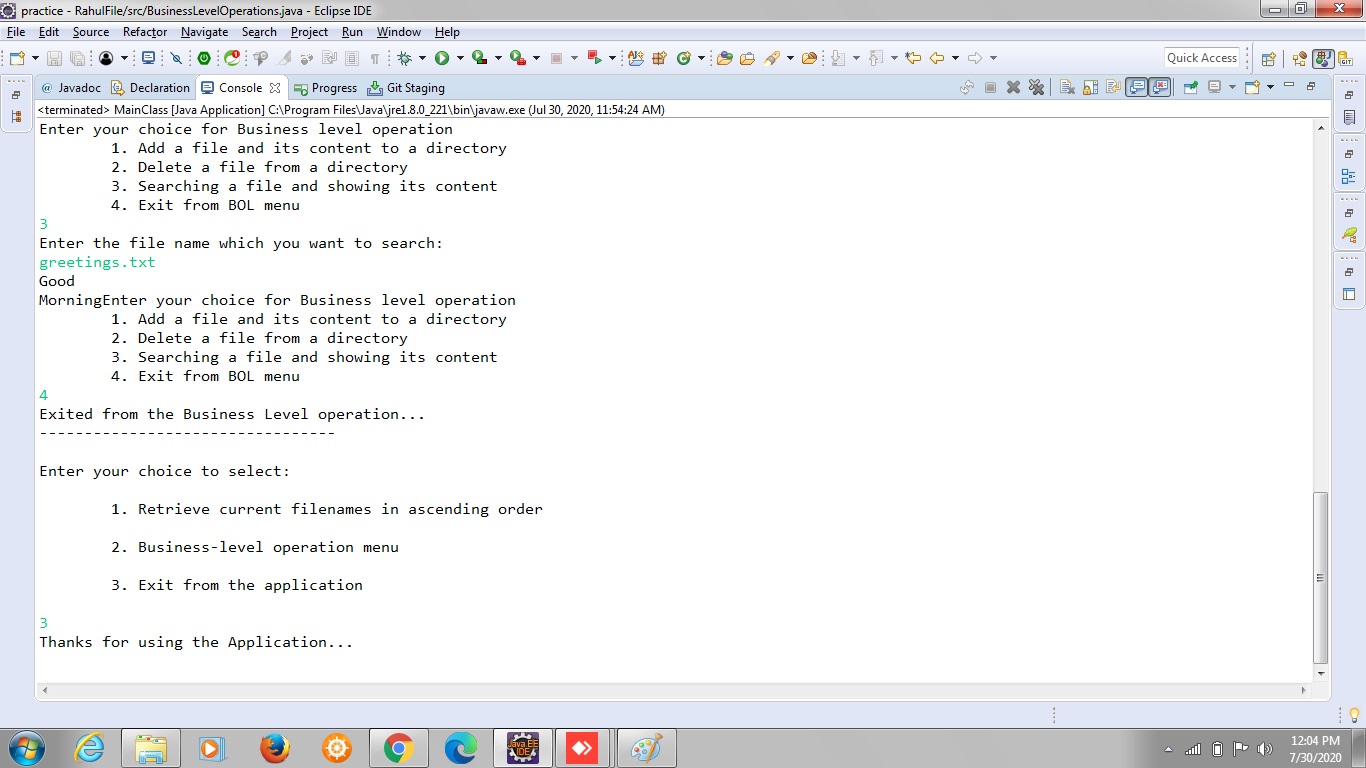 practice - RahulFile/src/BusinessLevelOperations.java - Eclipse IDE
File Edit Source Refactor Navigate Search Project Run Window Help
Quick Access
@ Javadoc Declaration Console Progress Git Staging
<terminated> MainClass [Java Application] C:\Program Files\Java\jre1.8.0_221\bin\javaw.exe (Jul 30, 2020, 11:54:24 AM)
Enter your choice for Business level operation
1. Add a file and its content to a directory
2. Delete a file from a directory
3. Searching a file and showing its content
4. Exit from BOL menu
3
Enter the file name which you want to search:
greetings.txt
Good
MorningEnter your choice for Business level operation
1. Add a file and its content to a directory
2. Delete a file from a directory
3. Searching a file and showing its content
4. Exit from BOL menu
4
Exited from the Business Level operation...
---------------------------------
Enter your choice to select:
1. Retrieve current filenames in ascending order
2. Business-level operation menu
3. Exit from the application
3
Thanks for using the Application...
Java EE
IDE
12:04 PM
7/30/2020